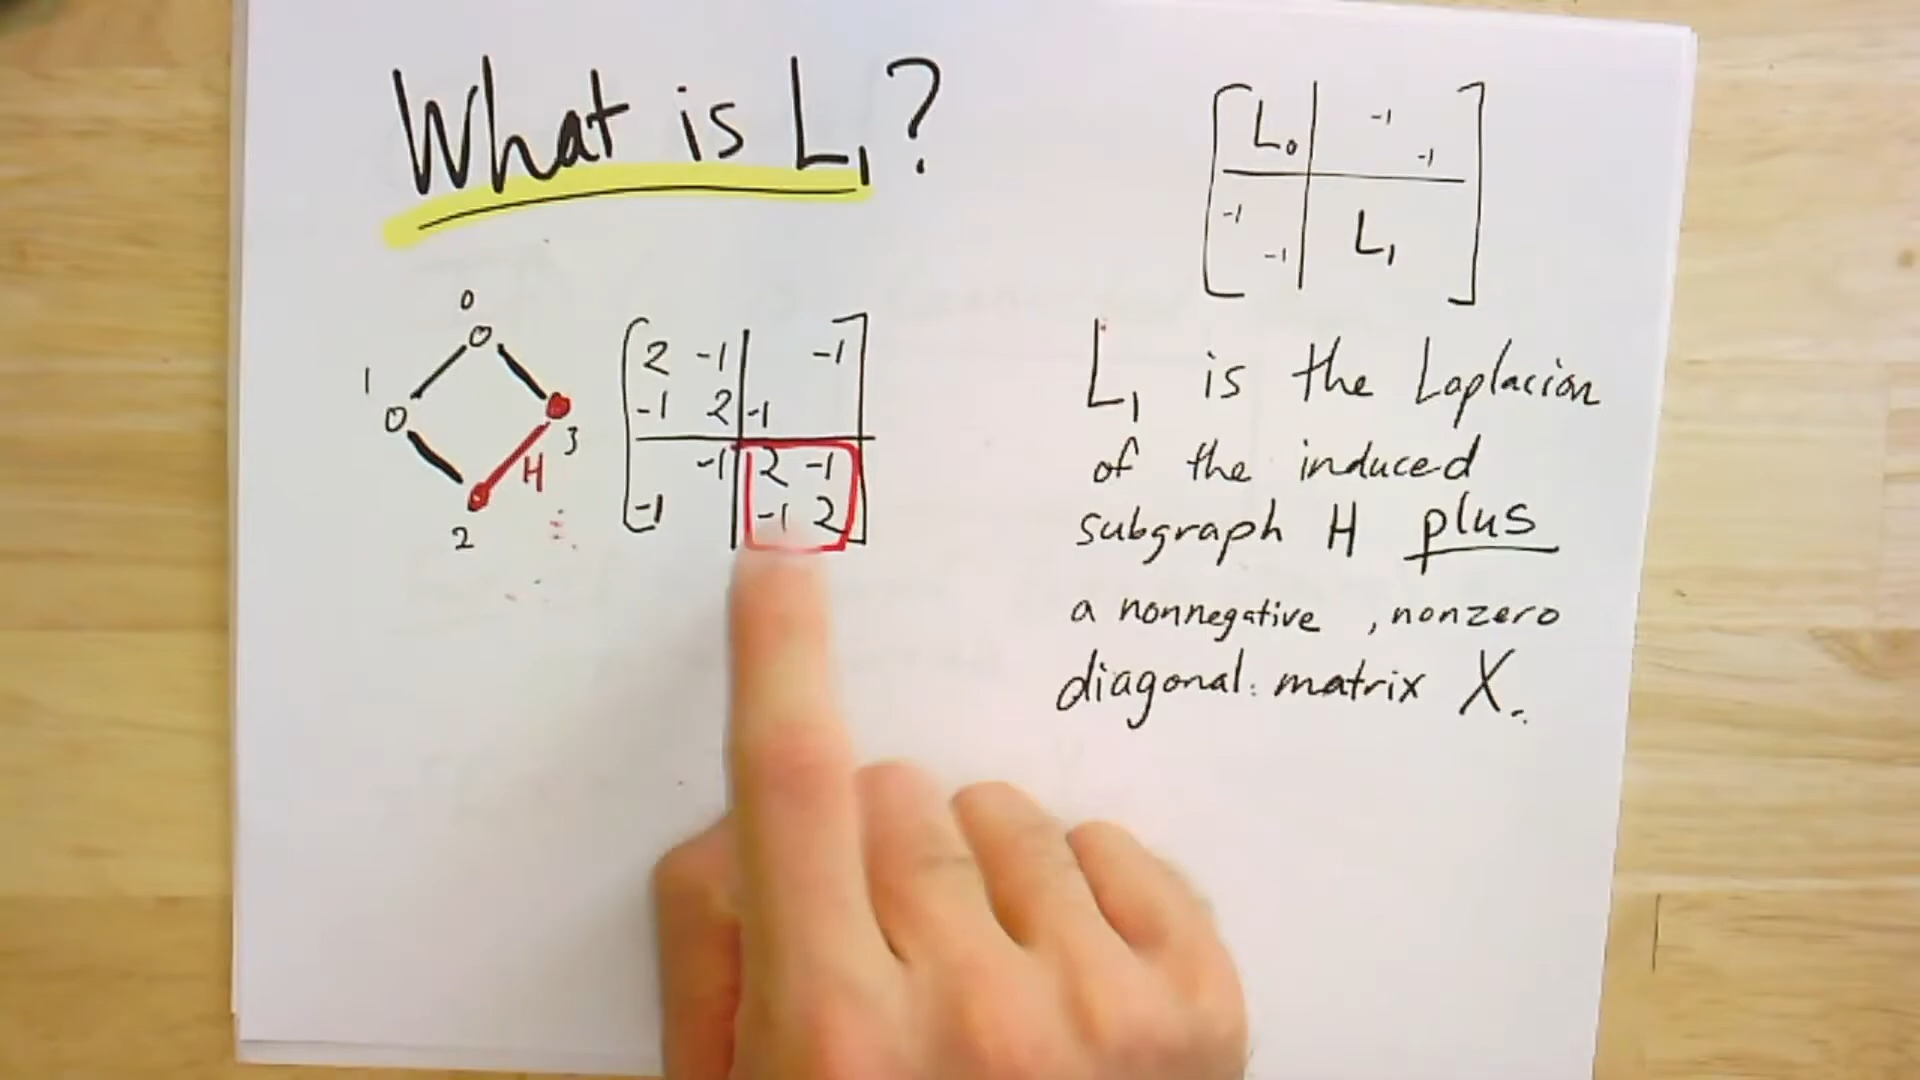 What is L₁?
0
1
2
3
H
2 -1 -1
-1 2 -1
-1 2 -1
-1 -1 2
L₀ -1
-1
-1 L₁
-1
L₁ is the Laplacian
of the induced
subgraph H plus
a nonnegative, nonzero
diagonal matrix X.